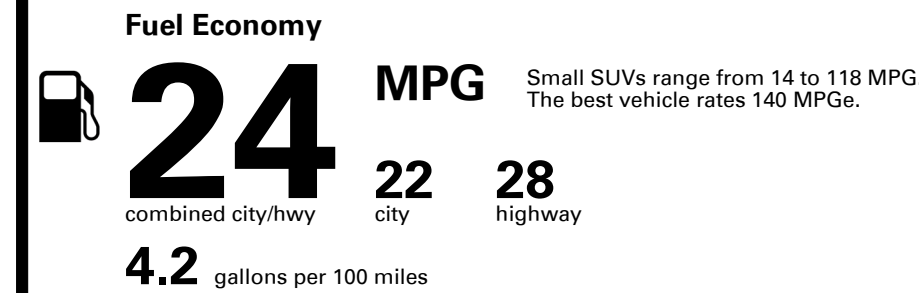 Fuel Economy
24 MPG
Small SUVs range from 14 to 118 MPG
The best vehicle rates 140 MPGe.
22 28
combined city/hwy city highway
4.2 gallons per 100 miles